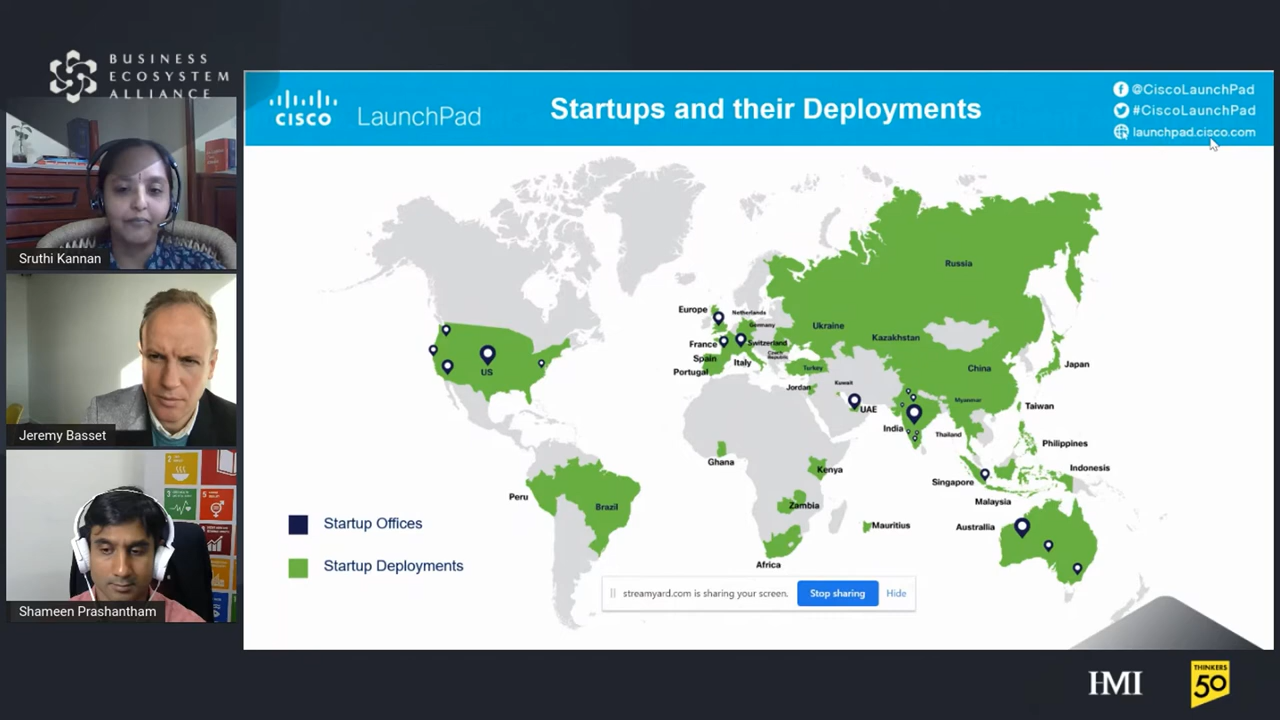 BUSINESS
ECOSYSTEM
ALLIANCE
Sruthi Kannan
Jeremy Basset
Shameen Prashantham
CISCO
LaunchPad
Startups and their Deployments
@CiscoLaunchPad
#CiscoLaunchPad
launchpad.cisco.com
Russia
Europe
Netherlands
Germany
Ukraine
Kazakhstan
France
Switzerland
Czech
Republic
Spain
Italy
Portugal
Turkey
China
Japan
US
Jordan
Kuwait
UAE
Myanmar
Taiwan
India
Thailand
Philippines
Ghana
Kenya
Indonesia
Singapore
Peru
Brazil
Zambia
Malaysia
Mauritius
Australlia
Africa
Startup Offices
Startup Deployments
streamyard.com is sharing your screen.
Stop sharing
Hide
HMI
THINKERS
50